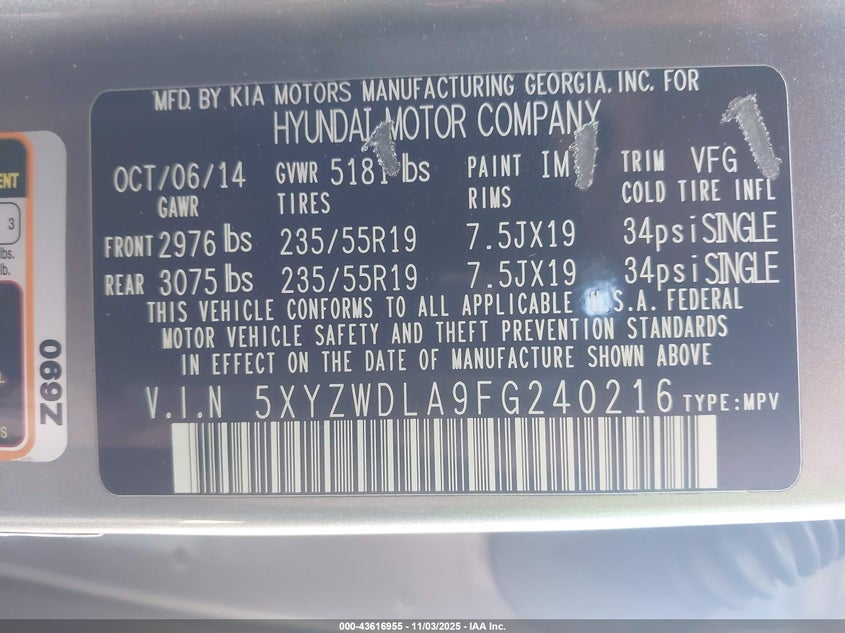 MFD. BY KIA MOTORS MANUFACTURING GEORGIA, INC. FOR
HYUNDAI MOTOR COMPANY
OCT/06/14 GVWR 5181 lbs PAINT IM TRIM VFG
GAWR TIRES RIMS COLD TIRE INFL
FRONT 2976 lbs 235/55R19 7.5JX19 34psi SINGLE
REAR 3075 lbs 235/55R19 7.5JX19 34psi SINGLE
THIS VEHICLE CONFORMS TO ALL APPLICABLE U.S.A. FEDERAL
MOTOR VEHICLE SAFETY AND THEFT PREVENTION STANDARDS
IN EFFECT ON THE DATE OF MANUFACTURE SHOWN ABOVE
V.I.N 5XYZWDLA9FG240216 TYPE:MPV
ENT
3
lbs.
lb.
L
S
Z690
000-43616955 - 11/03/2025 - IAA Inc.